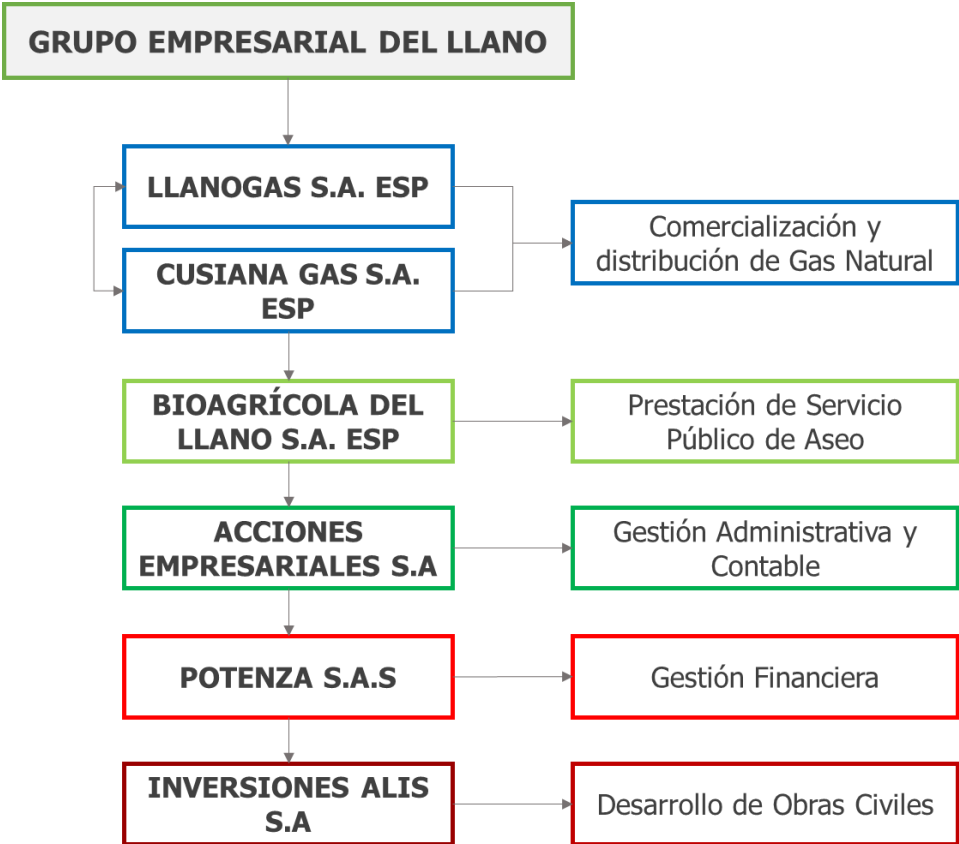 GRUPO EMPRESARIAL DEL LLANO
LLANOGAS S.A. ESP
CUSIANA GAS S.A.
ESP
Comercialización y
distribución de Gas Natural
BIOAGRÍCOLA DEL
LLANO S.A. ESP
Prestación de Servicio
Público de Aseo
ACCIONES
EMPRESARIALES S.A
Gestión Administrativa y
Contable
POTENZA S.A.S
Gestión Financiera
INVERSIONES ALIS
S.A
Desarrollo de Obras Civiles